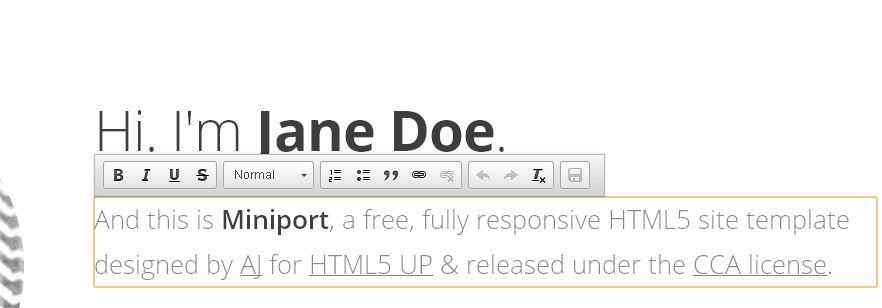 Hi. I'm Jane Doe.
B I U S Normal
And this is Miniport, a free, fully responsive HTML5 site template
designed by AJ for HTML5 UP & released under the CCA license.